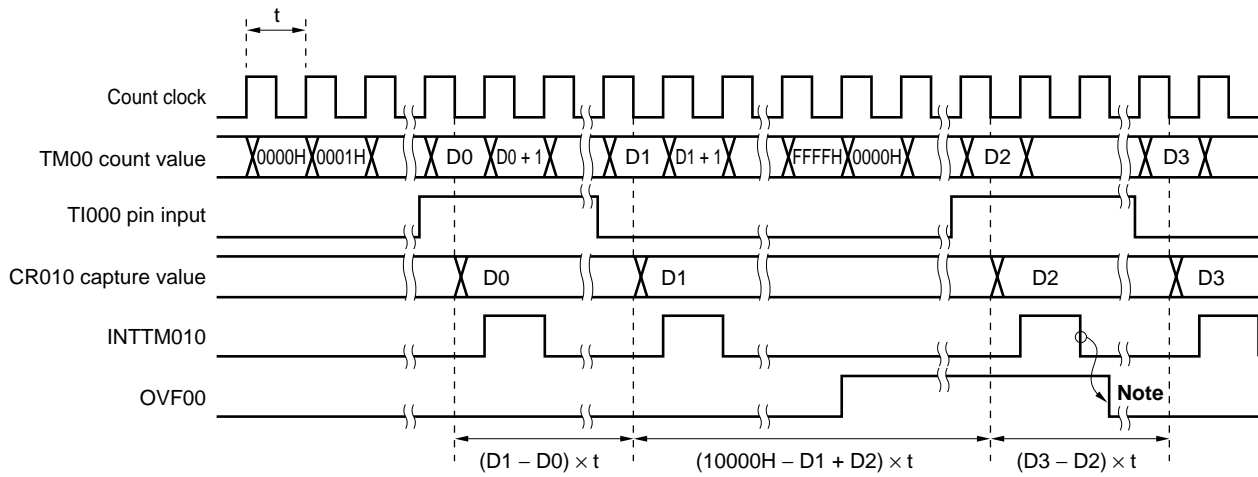 t
Count clock
TM00 count value 0000H 0001H D0 D0 + 1 D1 D1 + 1 FFFFH 0000H D2 D3
TI000 pin input
CR010 capture value D0 D1 D2 D3
INTTM010
OVF00 Note
(D1 − D0) × t (10000H − D1 + D2) × t (D3 − D2) × t